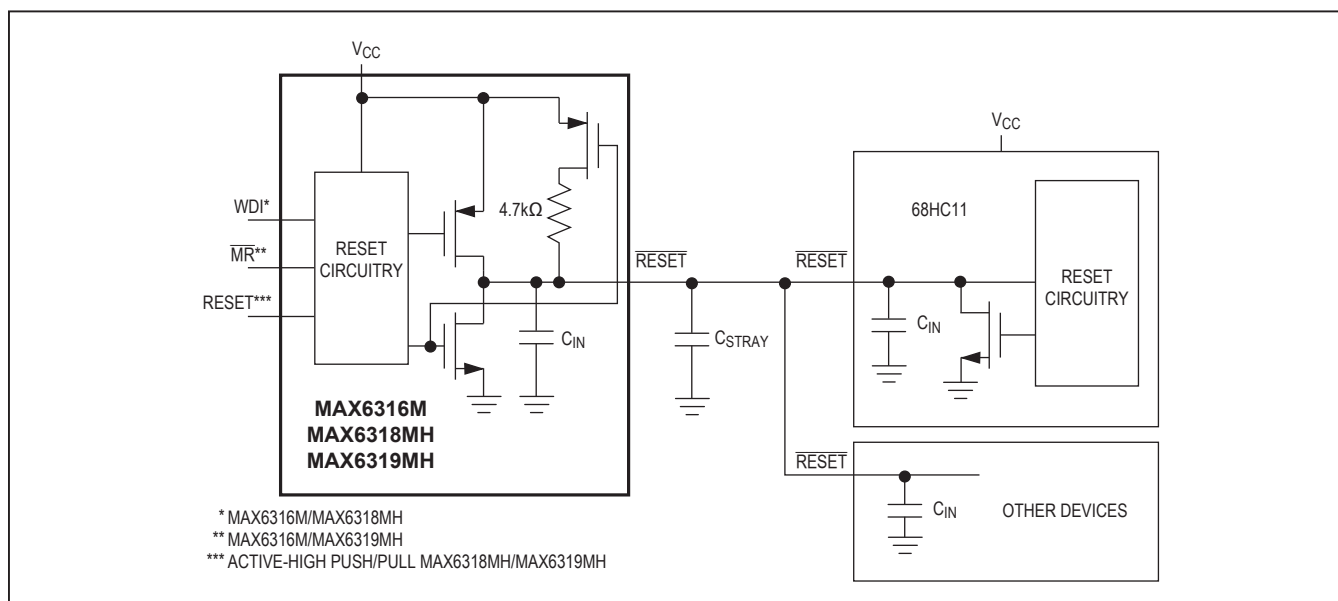 VCC
WDI*
MR**
RESET***
RESET
CIRCUITRY
4.7kΩ
CIN
MAX6316M
MAX6318MH
MAX6319MH
RESET
CSTRAY
RESET
VCC
68HC11
CIN
RESET
CIRCUITRY
RESET
CIN
OTHER DEVICES
* MAX6316M/MAX6318MH
** MAX6316M/MAX6319MH
*** ACTIVE-HIGH PUSH/PULL MAX6318MH/MAX6319MH